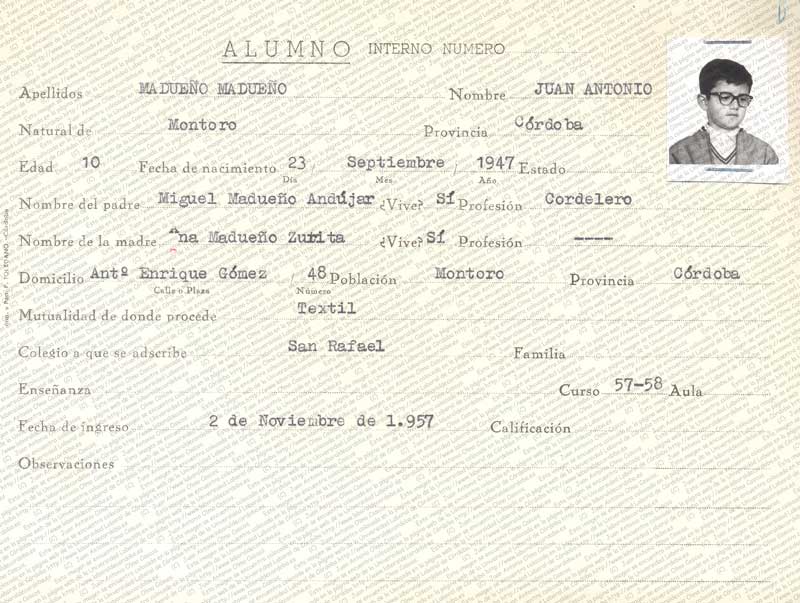 ALUMNO INTERNO NUMERO
Apellidos MADUEÑO MADUEÑO Nombre JUAN ANTONIO
Natural de Montoro Provincia Córdoba
Edad 10 Fecha de nacimiento 23 / Septiembre / 1947 Estado
Día Mes Año
Nombre del padre Miguel Madueño Andújar ¿Vive? Sí Profesión Cordelero
Nombre de la madre Ana Madueño Zurita ¿Vive? Sí Profesión ----
Domicilio Antº Enrique Gómez / 48 Población Montoro Provincia Córdoba
Calle o Plaza Número
Mutualidad de donde procede Textil
Colegio a que se adscribe San Rafael Familia
Enseñanza Curso 57-58 Aula
Fecha de ingreso 2 de Noviembre de 1.957 Calificación
Observaciones